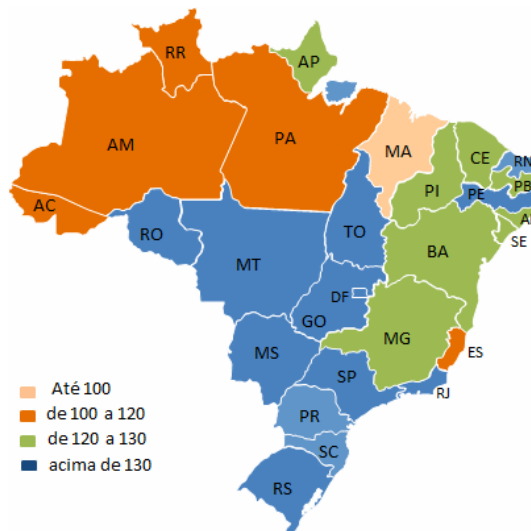 RR
AP
AM
PA
MA
CE
RN
PB
PI
PE
AC
A
SE
RO
TO
BA
MT
DF
GO
MG
MS
ES
SP
RJ
PR
SC
RS
Até 100
de 100 a 120
de 120 a 130
acima de 130